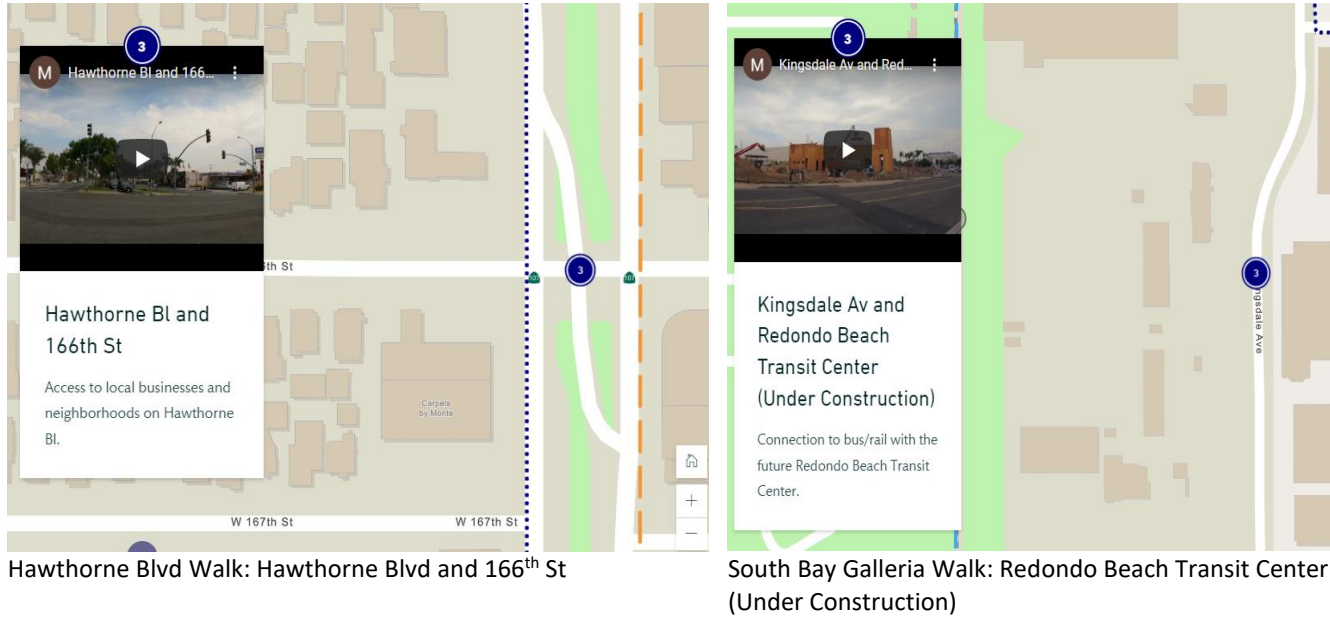 3
M Hawthorne Bl and 166...
th St
3
Hawthorne Bl and
166th St
Access to local businesses and
neighborhoods on Hawthorne
Bl.
Carpets
by Monte
+
−
W 167th St W 167th St
Hawthorne Blvd Walk: Hawthorne Blvd and 166th St
3
M Kingsdale Av and Red...
3
ngsdale Ave
Kingsdale Av and
Redondo Beach
Transit Center
(Under Construction)
Connection to bus/rail with the
future Redondo Beach Transit
Center.
South Bay Galleria Walk: Redondo Beach Transit Center
(Under Construction)